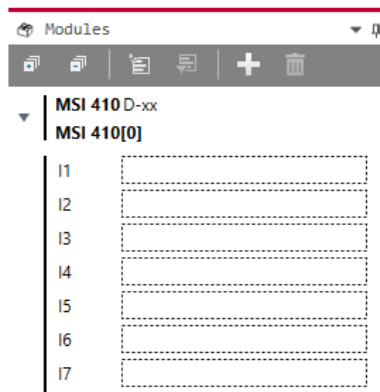 Modules
MSI 410 D-xx
MSI 410[0]
I1
I2
I3
I4
I5
I6
I7